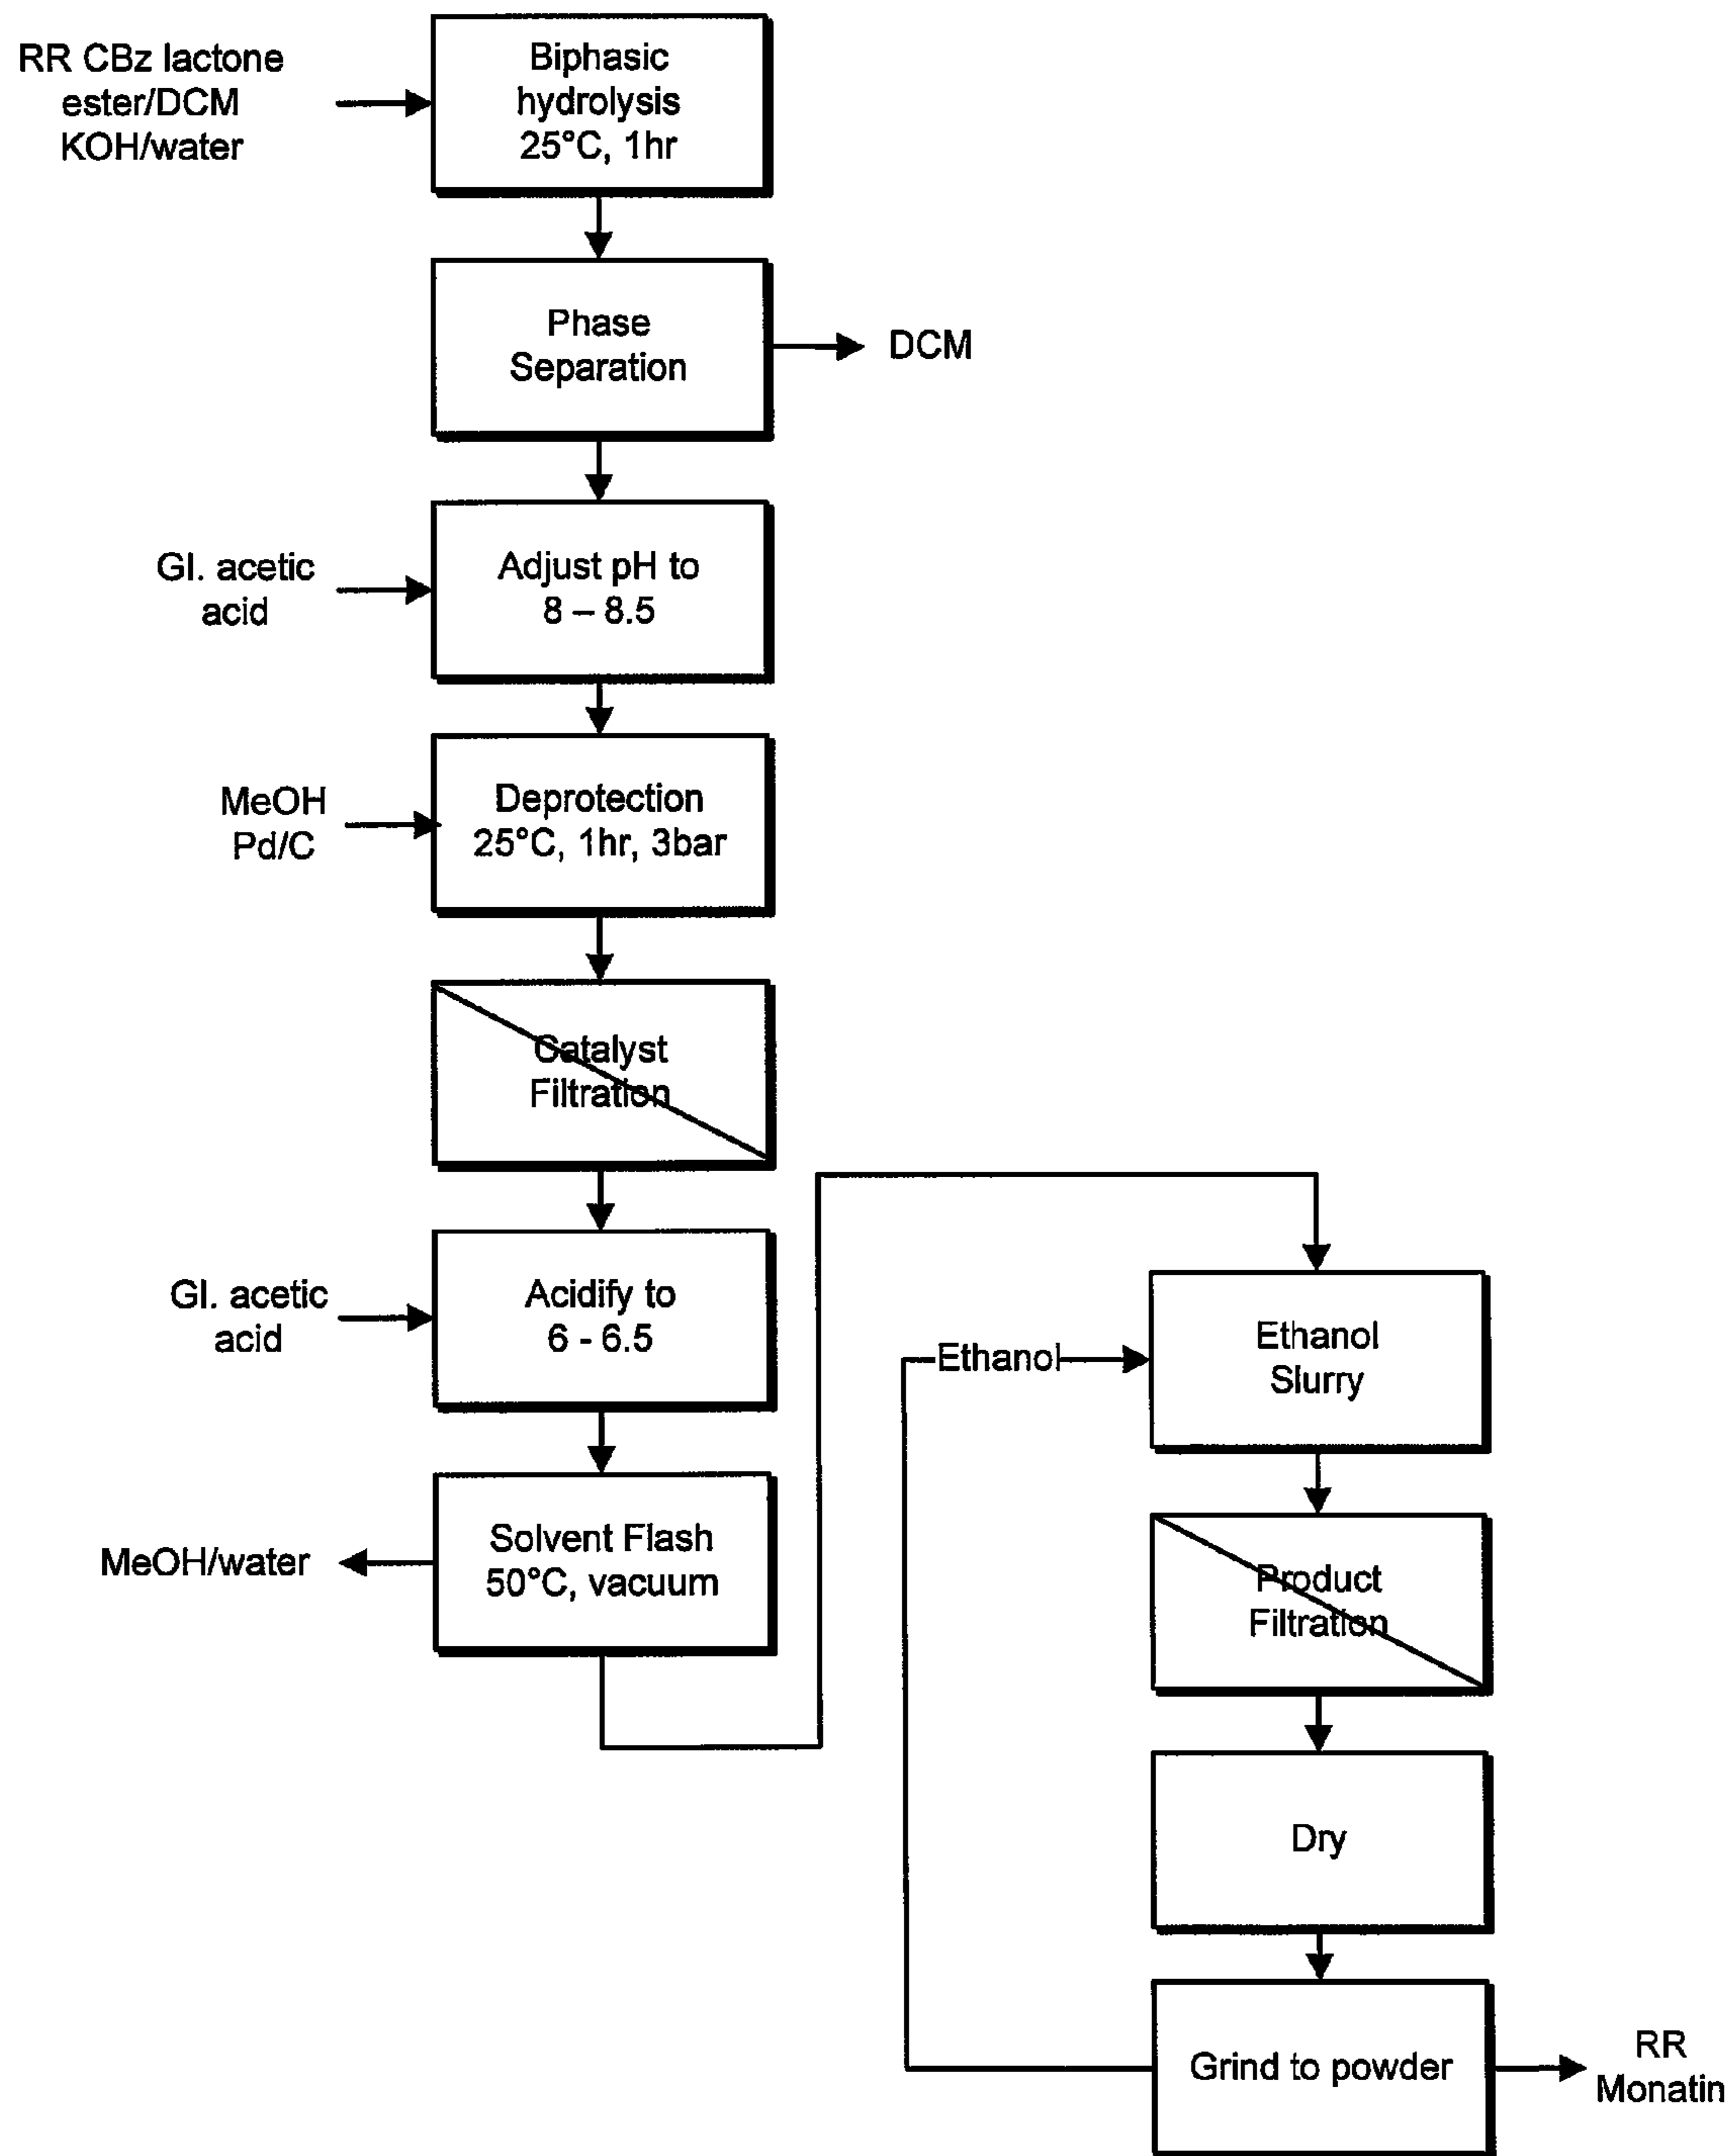 RR CBz lactone
ester/DCM
KOH/water
Biphasic
hydrolysis
25°C, 1hr
Phase
Separation
DCM
Gl. acetic
acid
Adjust pH to
8 – 8.5
MeOH
Pd/C
Deprotection
25°C, 1hr, 3bar
Catalyst
Filtration
Gl. acetic
acid
Acidify to
6 - 6.5
MeOH/water
Solvent Flash
50°C, vacuum
Ethanol
Ethanol
Slurry
Product
Filtration
Dry
Grind to powder
RR
Monatin